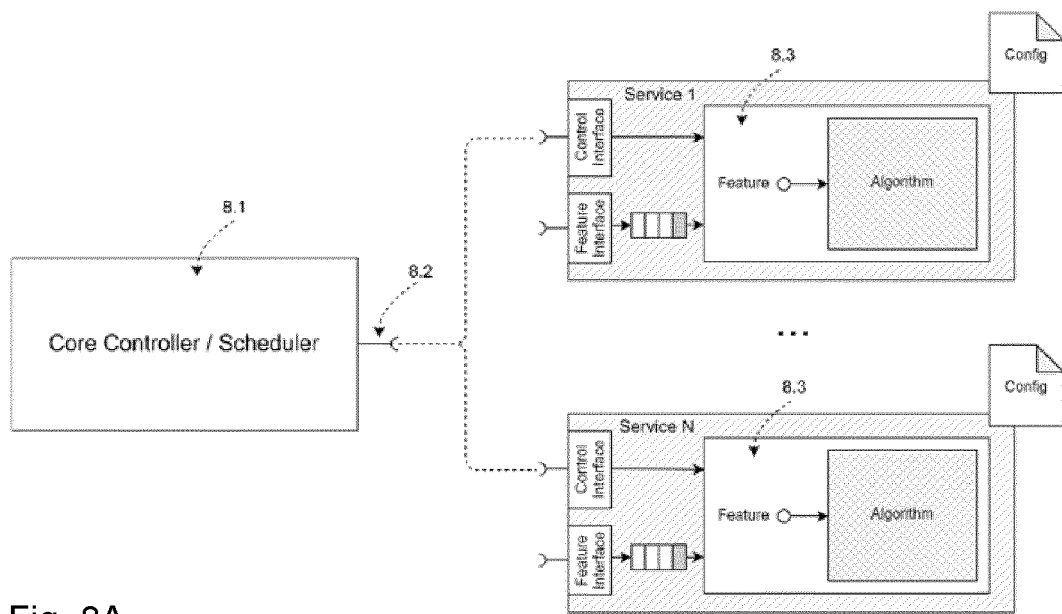 Config
8.3
Service 1
Control
Interface
Feature
Algorithm
Feature
Interface
8.1
8.2
Core Controller / Scheduler
...
Config
8.3
Service N
Control
Interface
Feature
Algorithm
Feature
Interface
Fig. 8A